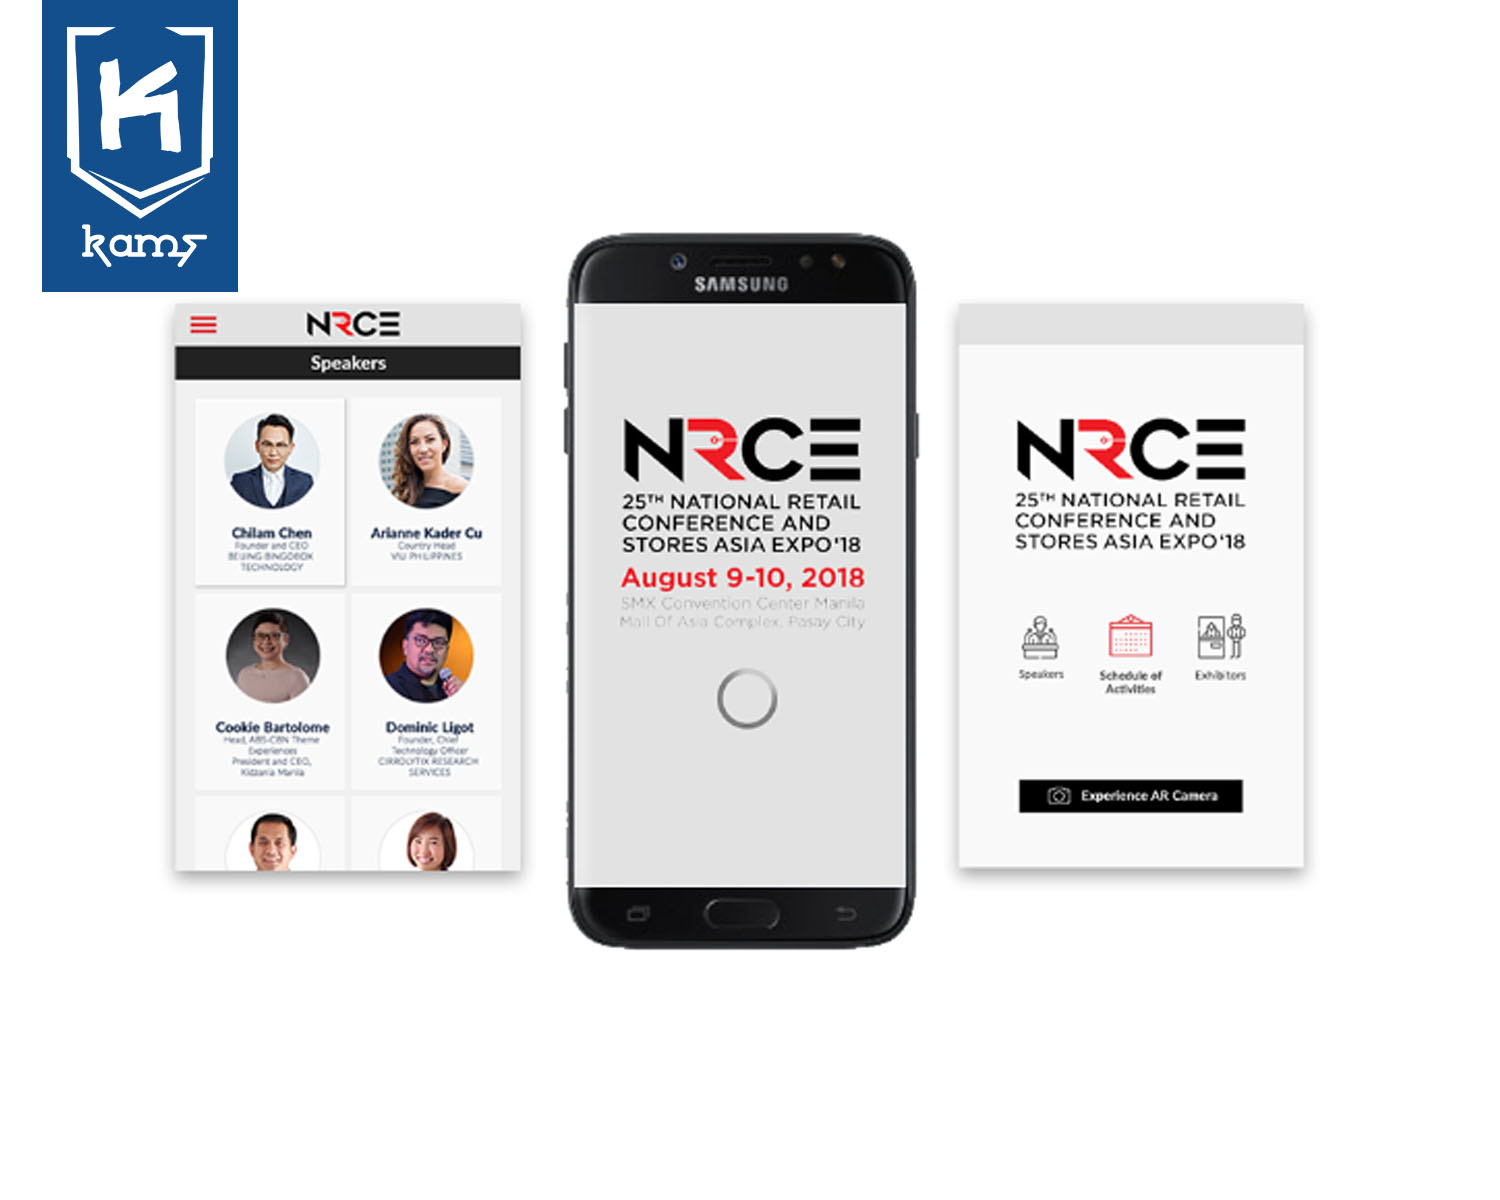 K
kams
NRCE
Speakers
Chilam Chen
Founder and CEO
BEIJING BINGOBOX
TECHNOLOGY
Arianne Kader Cu
Country Head
VIU PHILIPPINES
Cookie Bartolome
Head, ABS-CBN Theme
Experiences
President and CEO,
Kidzania Manila
Dominic Ligot
Founder, Chief
Technology Officer
CIRROLYTIX RESEARCH
SERVICES
SAMSUNG
NRCE
25TH NATIONAL RETAIL
CONFERENCE AND
STORES ASIA EXPO'18
August 9-10, 2018
SMX Convention Center Manila
Mall Of Asia Complex, Pasay City
NRCE
25TH NATIONAL RETAIL
CONFERENCE AND
STORES ASIA EXPO'18
Speakers
Schedule of
Activities
Exhibitors
Experience AR Camera